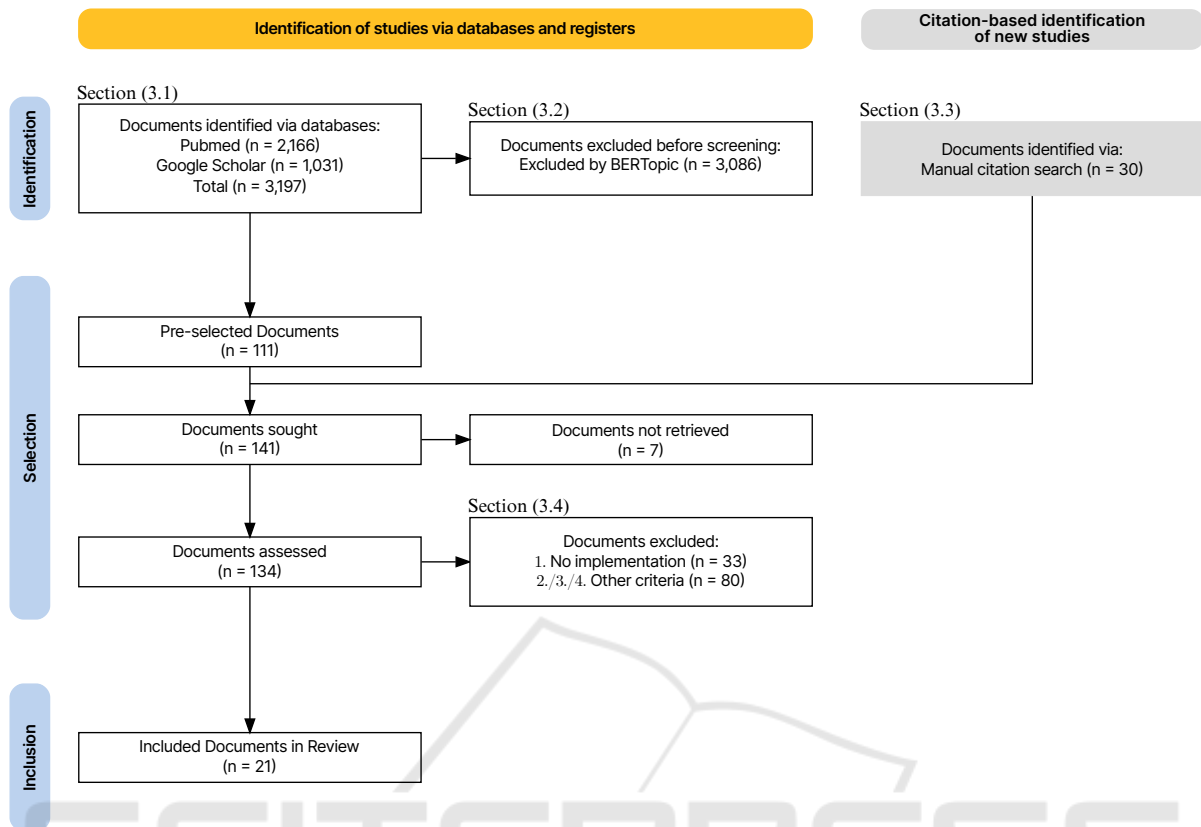 Identification of studies via databases and registers
Citation-based identification
of new studies
Identification
Section (3.1)
Documents identified via databases:
Pubmed (n = 2,166)
Google Scholar (n = 1,031)
Total (n = 3,197)
Section (3.2)
Documents excluded before screening:
Excluded by BERTopic (n = 3,086)
Section (3.3)
Documents identified via:
Manual citation search (n = 30)
Selection
Pre-selected Documents
(n = 111)
Documents sought
(n = 141)
Documents not retrieved
(n = 7)
Documents assessed
(n = 134)
Section (3.4)
Documents excluded:
1. No implementation (n = 33)
2./3./4. Other criteria (n = 80)
Inclusion
Included Documents in Review
(n = 21)